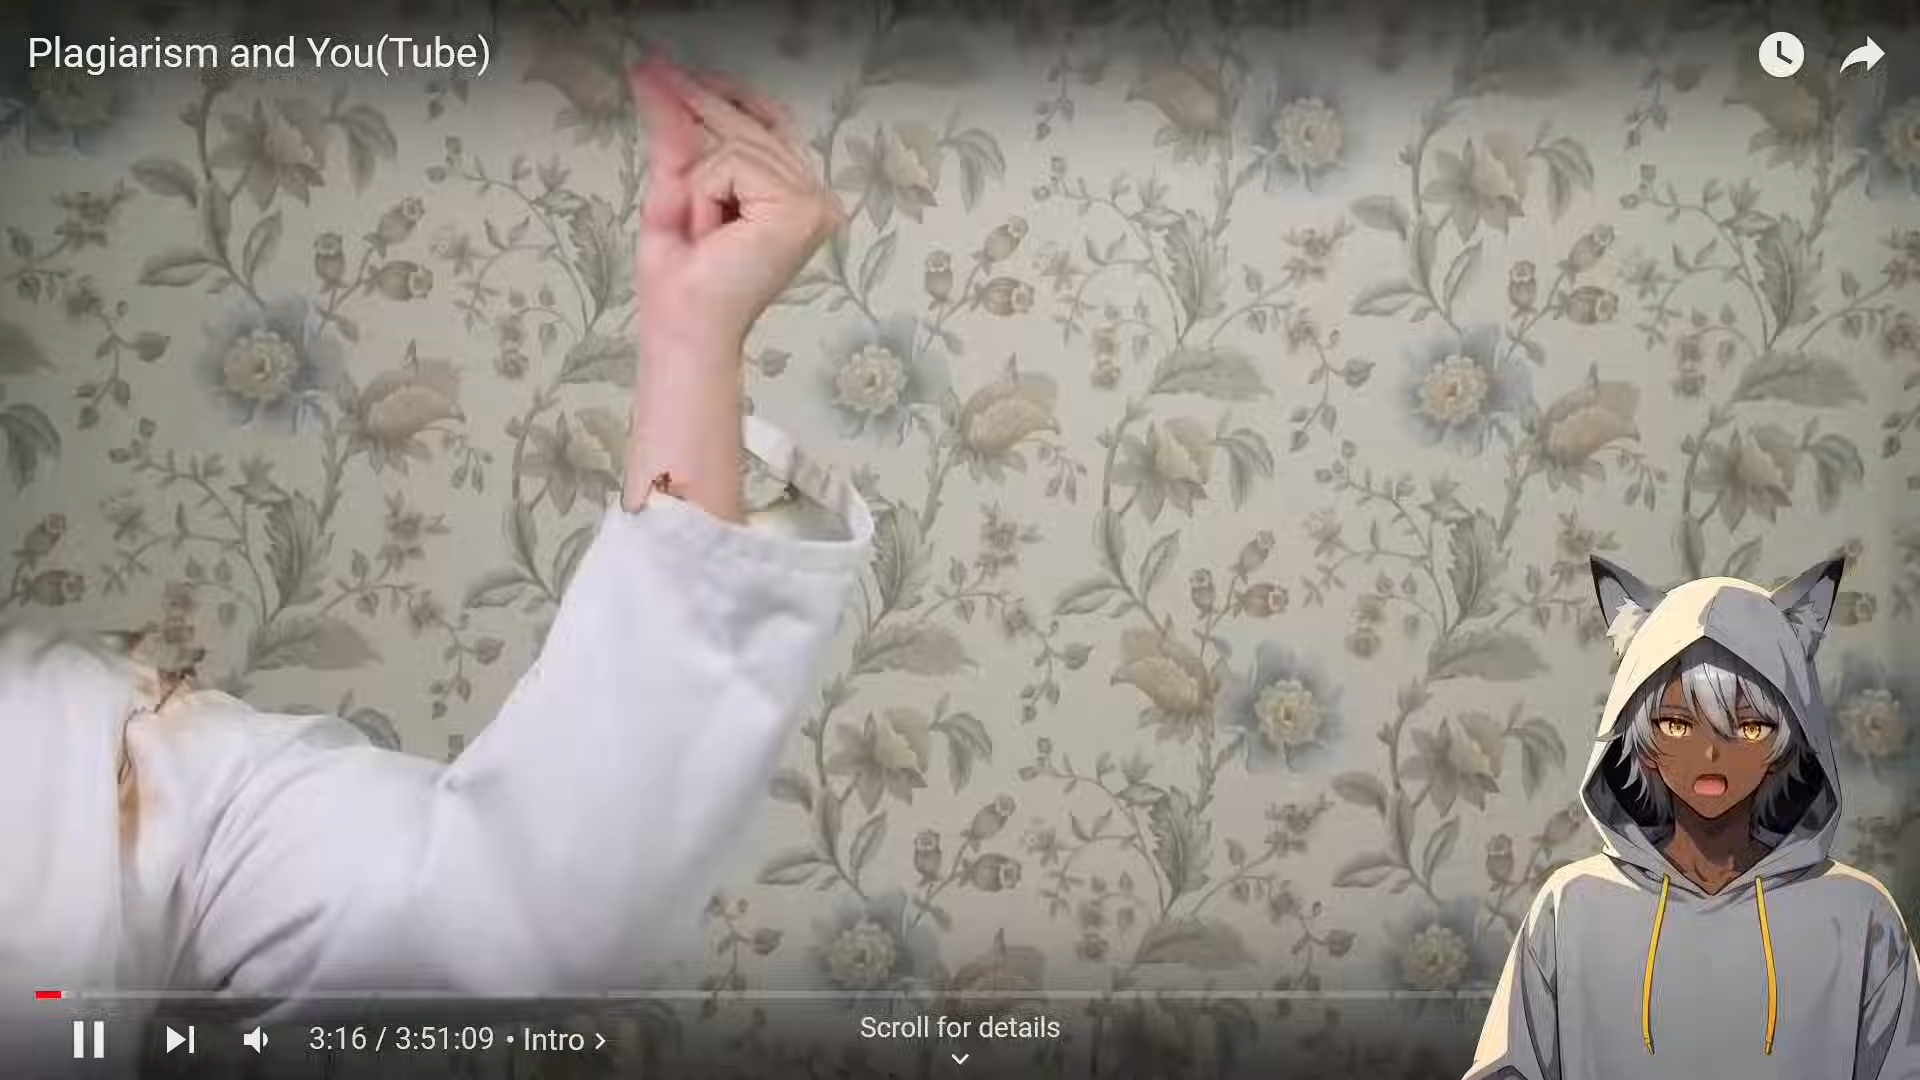 Plagiarism and You(Tube)
Scroll for details
3:16 / 3:51:09 • Intro >